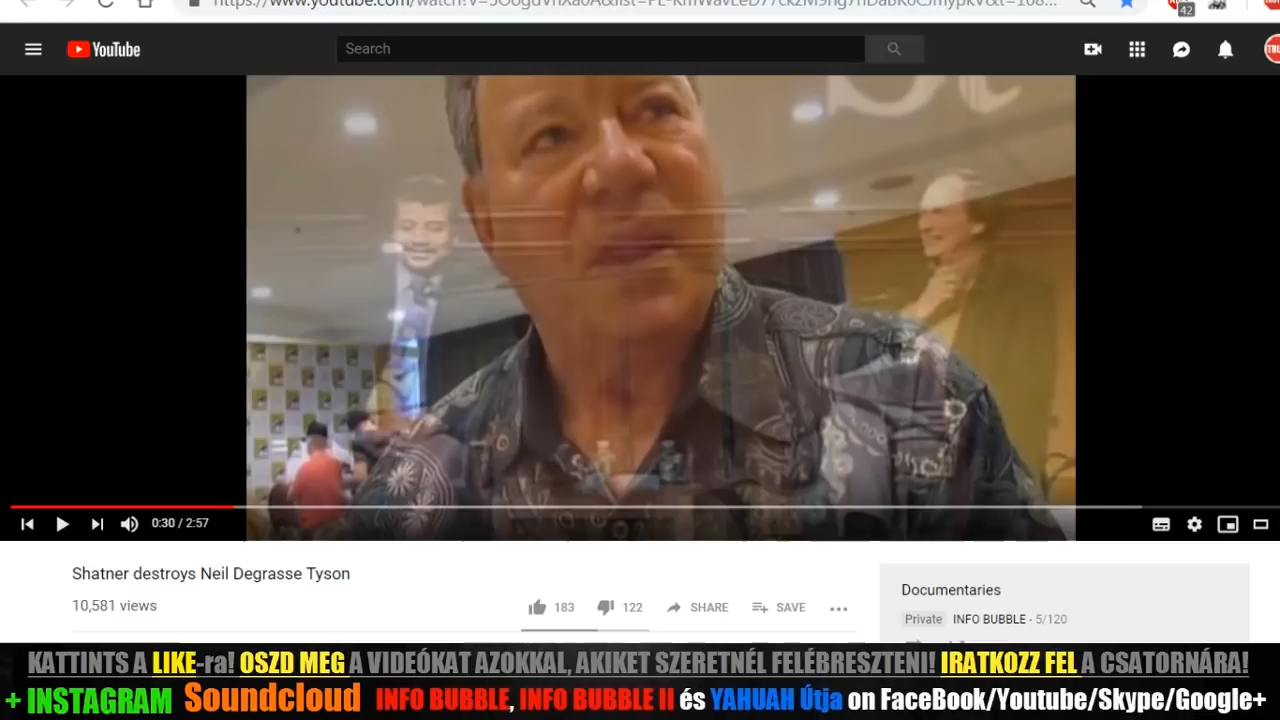 YouTube
Search
42
0:30 / 2:57
Shatner destroys Neil Degrasse Tyson
10,581 views
183
122
SHARE
SAVE
Documentaries
Private INFO BUBBLE - 5/120
KATTINTS A LIKE-ra! OSZD MEG A VIDEÓKAT AZOKKAL, AKIKET SZERETNÉL FELÉBRESZTENI! IRATKOZZ FEL A CSATORNÁRA!
+ INSTAGRAM Soundcloud INFO BUBBLE, INFO BUBBLE II és YAHUAH Útja on FaceBook/Youtube/Skype/Google+